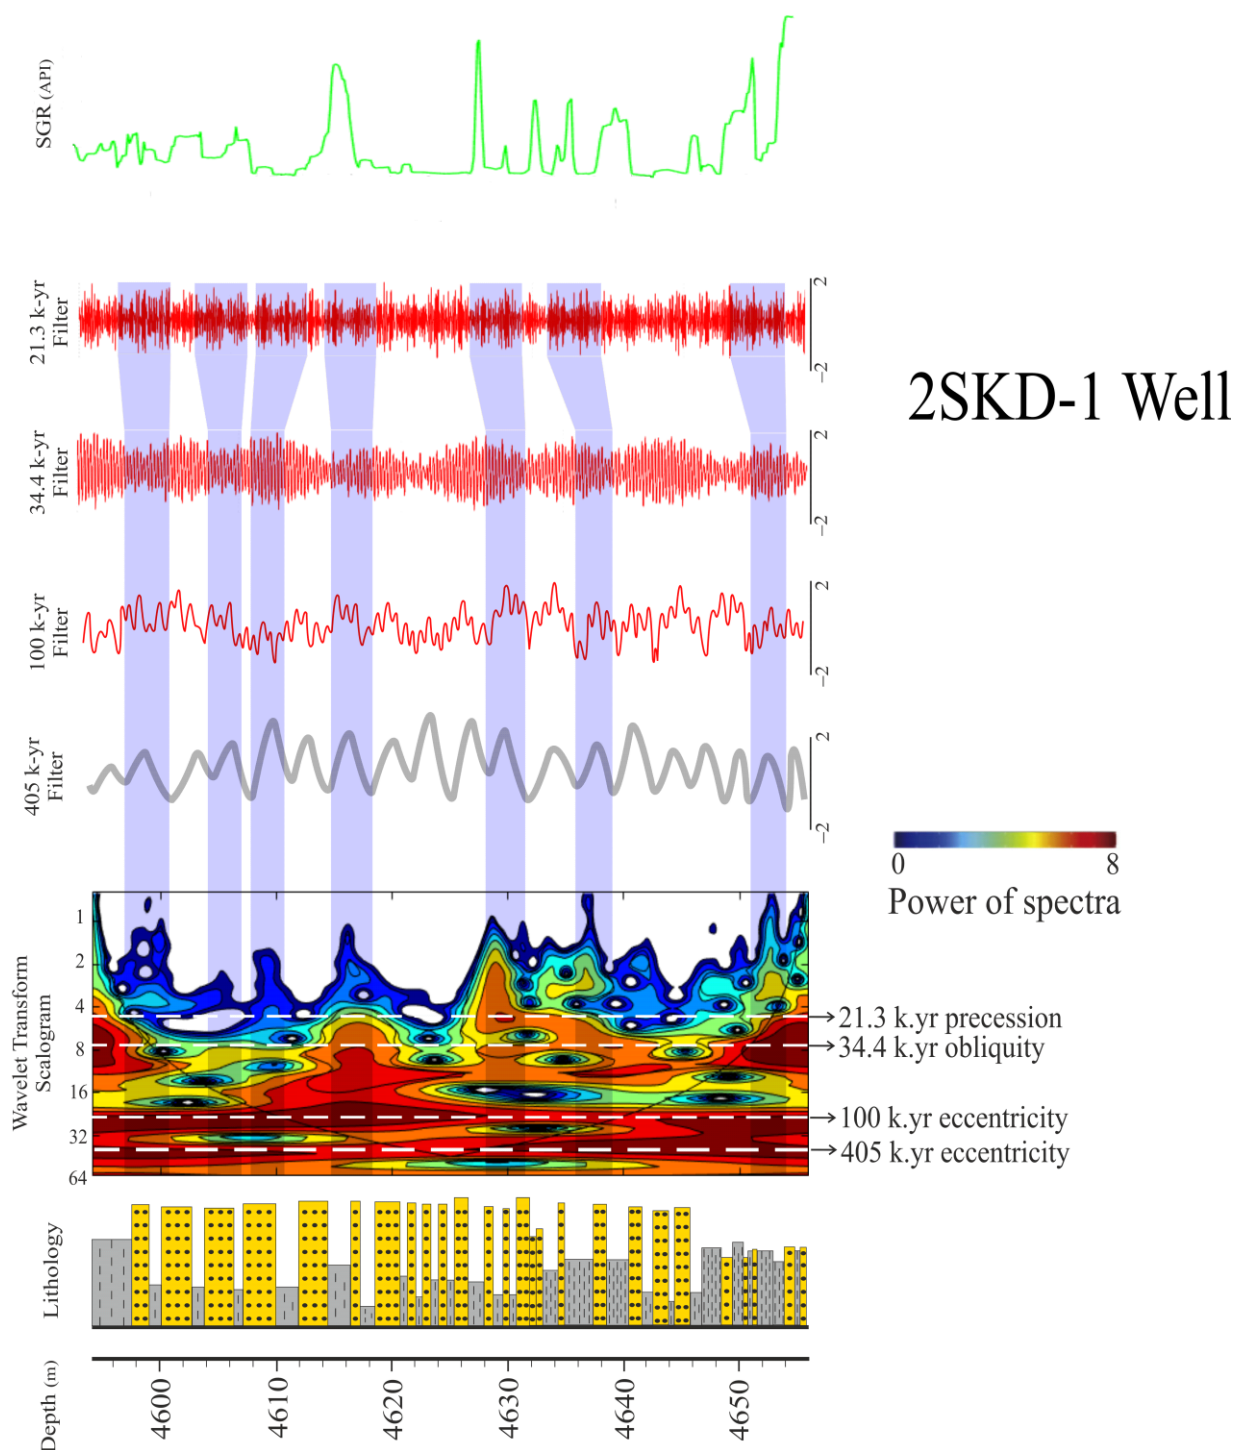 SGR (API)
21.3 k-yr
Filter
2
-2
2SKD-1 Well
34.4 k-yr
Filter
2
-2
100 k-yr
Filter
2
-2
405 k-yr
Filter
2
-2
0
8
Power of spectra
Wavelet Transform
Scalogram
1
2
4
8
16
32
64
21.3 k.yr precession
34.4 k.yr obliquity
100 k.yr eccentricity
405 k.yr eccentricity
Lithology
Depth (m)
4600
4610
4620
4630
4640
4650